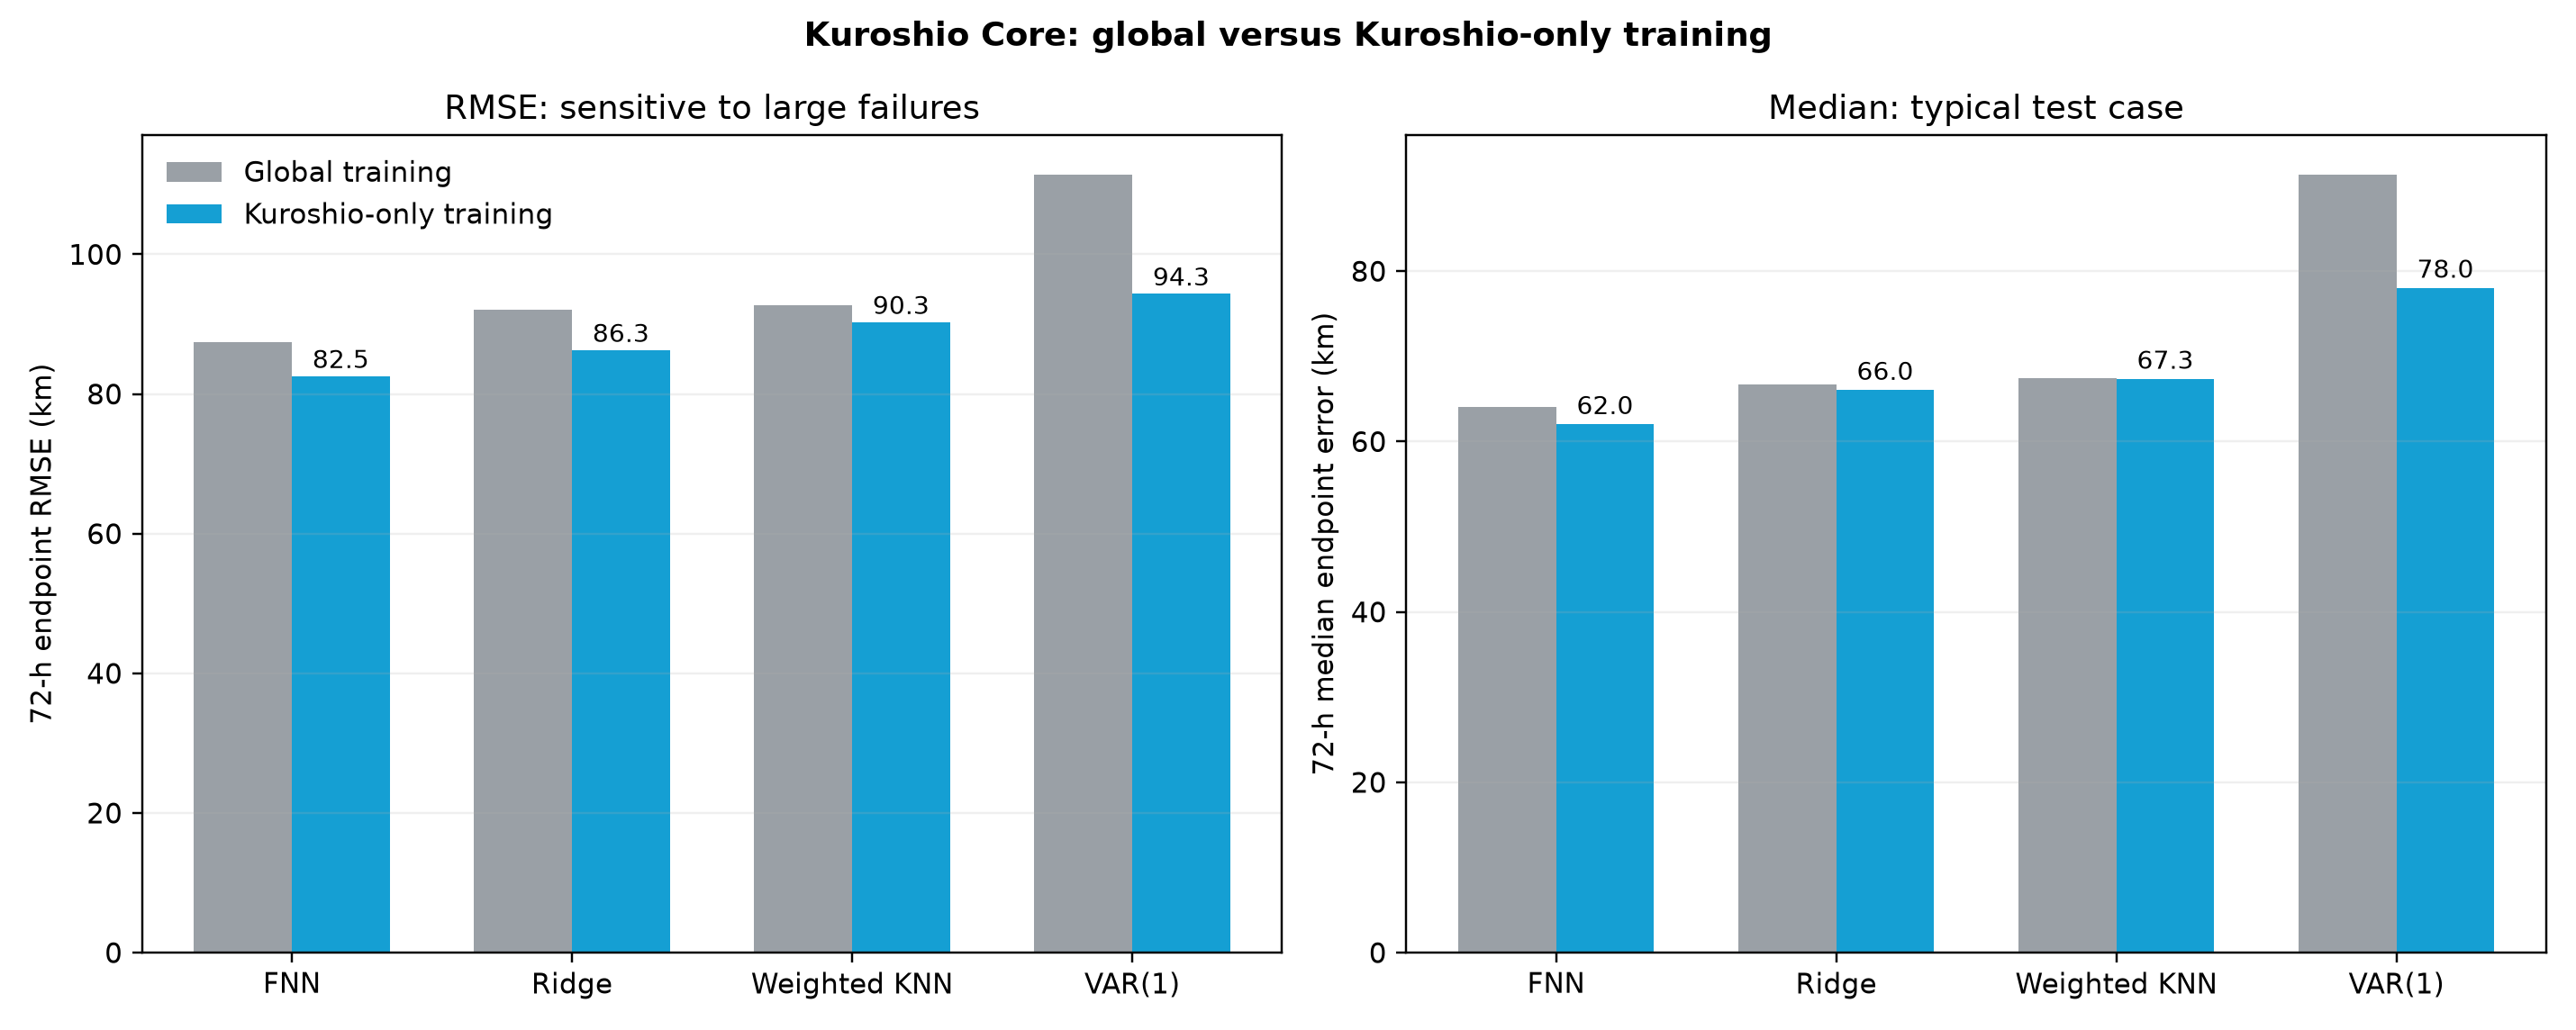 Kuroshio Core: global versus Kuroshio-only training
RMSE: sensitive to large failures
Global training
Kuroshio-only training
72-h endpoint RMSE (km)
100
80
60
40
20
0
82.5
86.3
90.3
94.3
FNN
Ridge
Weighted KNN
VAR(1)
Median: typical test case
72-h median endpoint error (km)
80
60
40
20
0
62.0
66.0
67.3
78.0
FNN
Ridge
Weighted KNN
VAR(1)